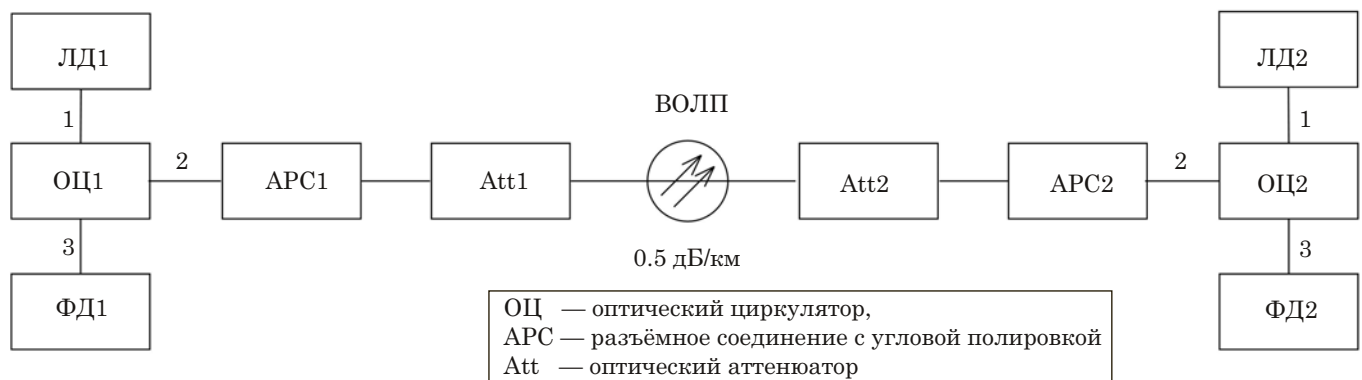 ЛД1
ЛД2
ВОЛП
1
1
2
2
ОЦ1
APC1
Att1
Att2
APC2
ОЦ2
3
3
0.5 дБ/км
ФД1
ФД2
ОЦ — оптический циркулятор,
APC — разъёмное соединение с угловой полировкой
Att — оптический аттенюатор